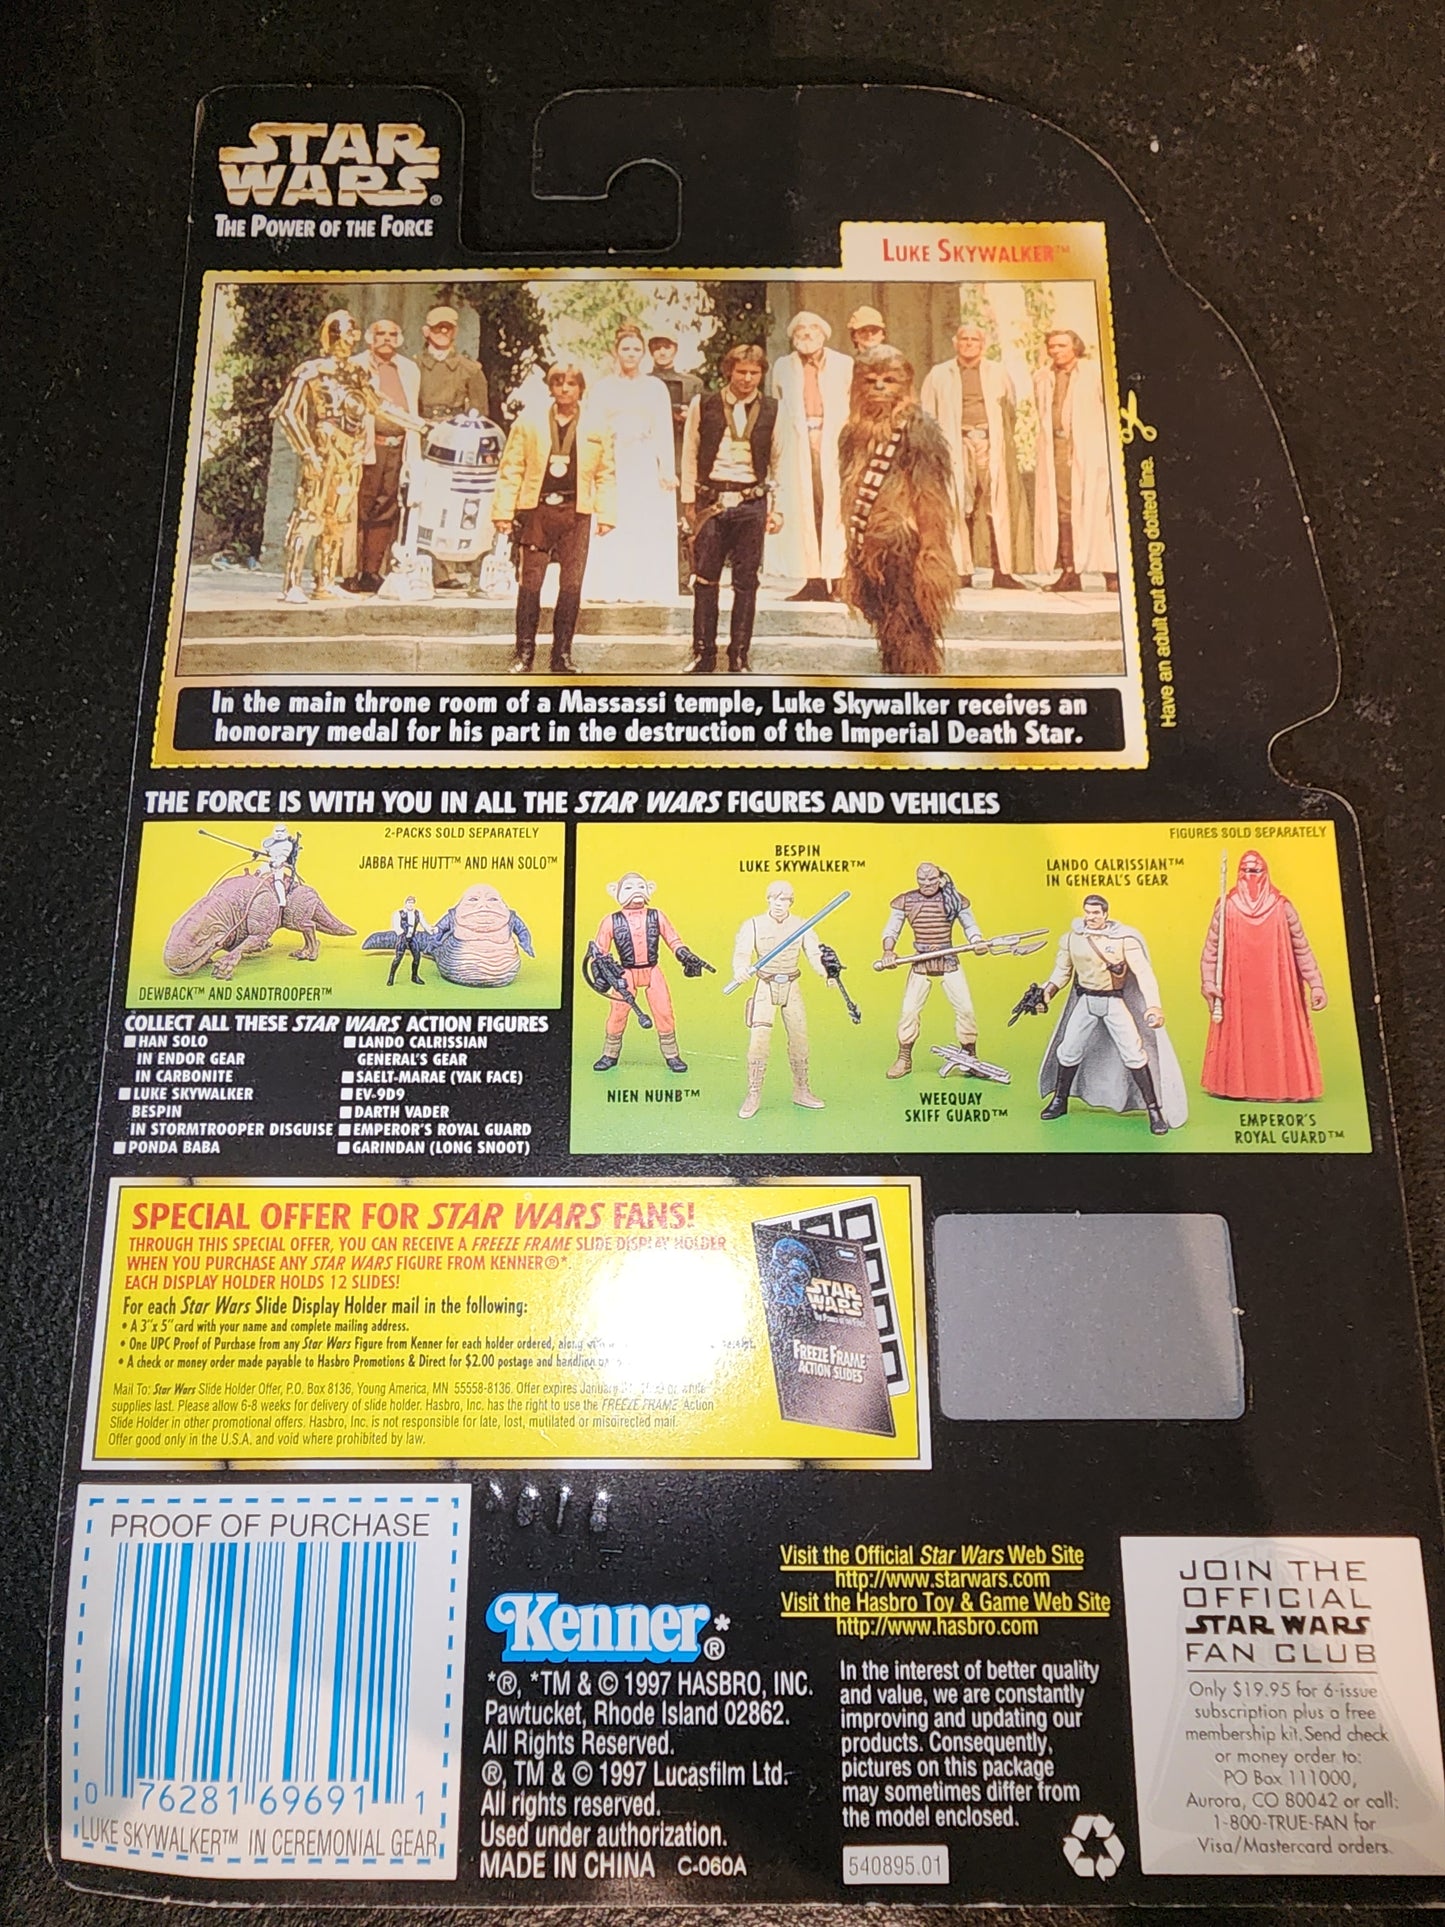 STAR
WARS®
THE POWER OF THE FORCE
LUKE SKYWALKER™
Have an adult cut along dotted line.
In the main throne room of a Massassi temple, Luke Skywalker receives an
honorary medal for his part in the destruction of the Imperial Death Star.
THE FORCE IS WITH YOU IN ALL THE STAR WARS FIGURES AND VEHICLES
2-PACKS SOLD SEPARATELY
JABBA THE HUTT™ AND HAN SOLO™
DEWBACK™ AND SANDTROOPER™
FIGURES SOLD SEPARATELY
BESPIN
LUKE SKYWALKER™
LANDO CALRISSIAN™
IN GENERAL'S GEAR
NIEN NUNB™
WEEQUAY
SKIFF GUARD™
EMPEROR'S
ROYAL GUARD™
COLLECT ALL THESE STAR WARS ACTION FIGURES
HAN SOLO
IN ENDOR GEAR
IN CARBONITE
LUKE SKYWALKER
BESPIN
IN STORMTROOPER DISGUISE
PONDA BABA
LANDO CALRISSIAN
GENERAL'S GEAR
SAELT-MARAE (YAK FACE)
EV-9D9
DARTH VADER
EMPEROR'S ROYAL GUARD
GARINDAN (LONG SNOOT)
SPECIAL OFFER FOR STAR WARS FANS!
THROUGH THIS SPECIAL OFFER, YOU CAN RECEIVE A FREEZE FRAME SLIDE DISPLAY HOLDER
WHEN YOU PURCHASE ANY STAR WARS FIGURE FROM KENNER®*.
EACH DISPLAY HOLDER HOLDS 12 SLIDES!
For each Star Wars Slide Display Holder mail in the following:
• A 3"x 5" card with your name and complete mailing address.
• One UPC Proof of Purchase from any Star Wars Figure from Kenner for each holder ordered, along
• A check or money order made payable to Hasbro Promotions & Direct for $2.00 postage and handling
Mail To: Star Wars Slide Holder Offer, P.O. Box 8136, Young America, MN 55558-8136. Offer expires January or while
supplies last. Please allow 6-8 weeks for delivery of slide holder. Hasbro, Inc. has the right to use the FREEZE FRAME Action
Slide Holder in other promotional offers. Hasbro, Inc. is not responsible for late, lost, mutilated or misdirected mail.
Offer good only in the U.S.A. and void where prohibited by law.
Kenner
STAR
WARS
FREEZE FRAME™
ACTION SLIDES
PROOF OF PURCHASE
0 76281 69691 1
LUKE SKYWALKER™ IN CEREMONIAL GEAR
Kenner*®
*®, *TM & © 1997 HASBRO, INC.
Pawtucket, Rhode Island 02862.
All Rights Reserved.
®, TM & © 1997 Lucasfilm Ltd.
All rights reserved.
Used under authorization.
MADE IN CHINA C-060A
Visit the Official Star Wars Web Site
http://www.starwars.com
Visit the Hasbro Toy & Game Web Site
http://www.hasbro.com
In the interest of better quality
and value, we are constantly
improving and updating our
products. Consequently,
pictures on this package
may sometimes differ from
the model enclosed.
540895.01
JOIN THE
OFFICIAL
STAR WARS
FAN CLUB
Only $19.95 for 6-issue
subscription plus a free
membership kit. Send check
or money order to:
PO Box 111000,
Aurora, CO 80042 or call:
1-800-TRUE-FAN for
Visa/Mastercard orders.